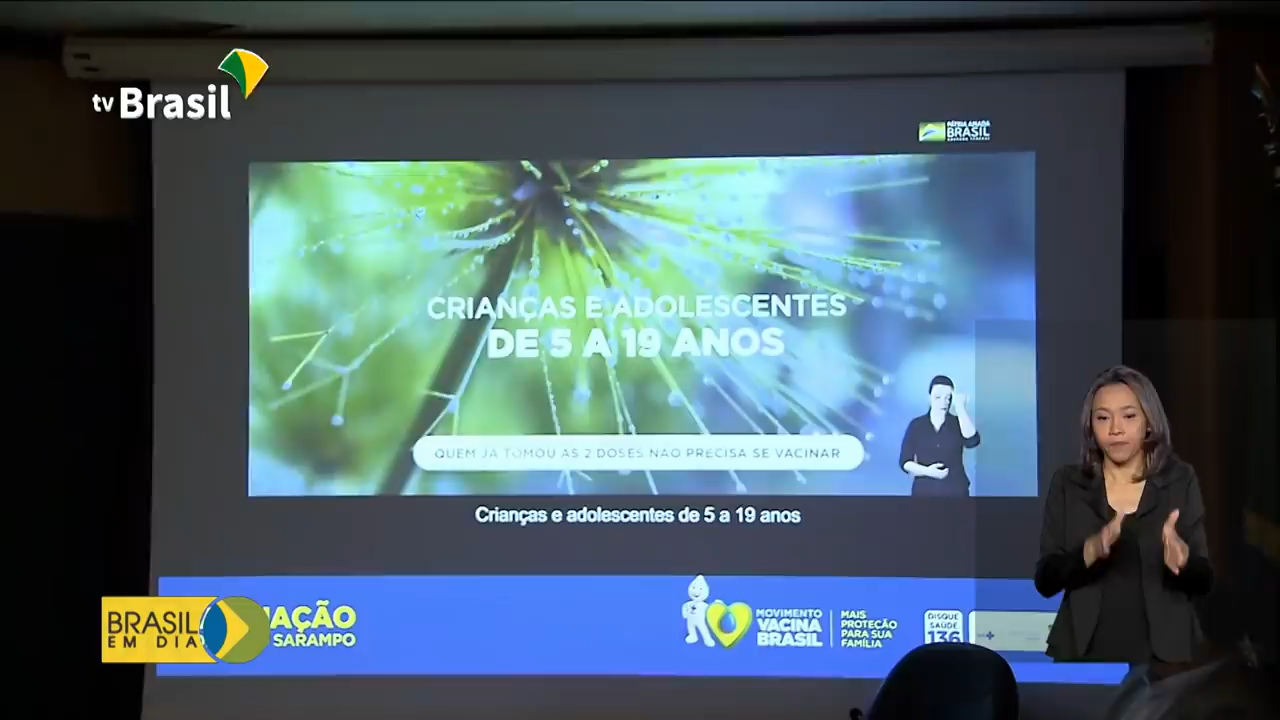 tv Brasil
PÁTRIA AMADA
BRASIL
CRIANÇAS E ADOLESCENTES
DE 5 A 19 ANOS
QUEM JÁ TOMOU AS 2 DOSES NÃO PRECISA SE VACINAR
Crianças e adolescentes de 5 a 19 anos
BRASIL
EM DIA
AÇÃO
SARAMPO
MOVIMENTO
VACINA
BRASIL
MAIS
PROTEÇÃO
PARA SUA
FAMÍLIA
DISQUE
SAÚDE
136